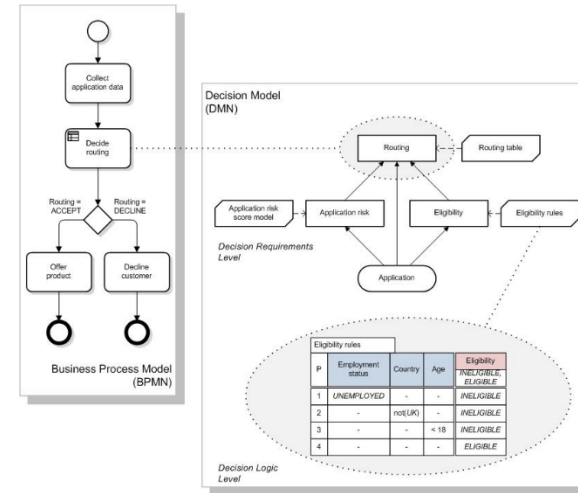 Collect
application data
Decide
routing
Routing =
ACCEPT
Routing =
DECLINE
Offer
product
Decline
customer
Business Process Model
(BPMN)
Decision Model
(DMN)
Routing
Routing table
Application risk
score model
Application risk
Eligibility
Eligibility rules
Decision Requirements
Level
Application
Eligibility rules
P Employment status Country Age Eligibility
INELIGIBLE,
ELIGIBLE
1 UNEMPLOYED - - INELIGIBLE
2 - not(UK) - INELIGIBLE
3 - - < 18 INELIGIBLE
4 - - - ELIGIBLE
Decision Logic
Level